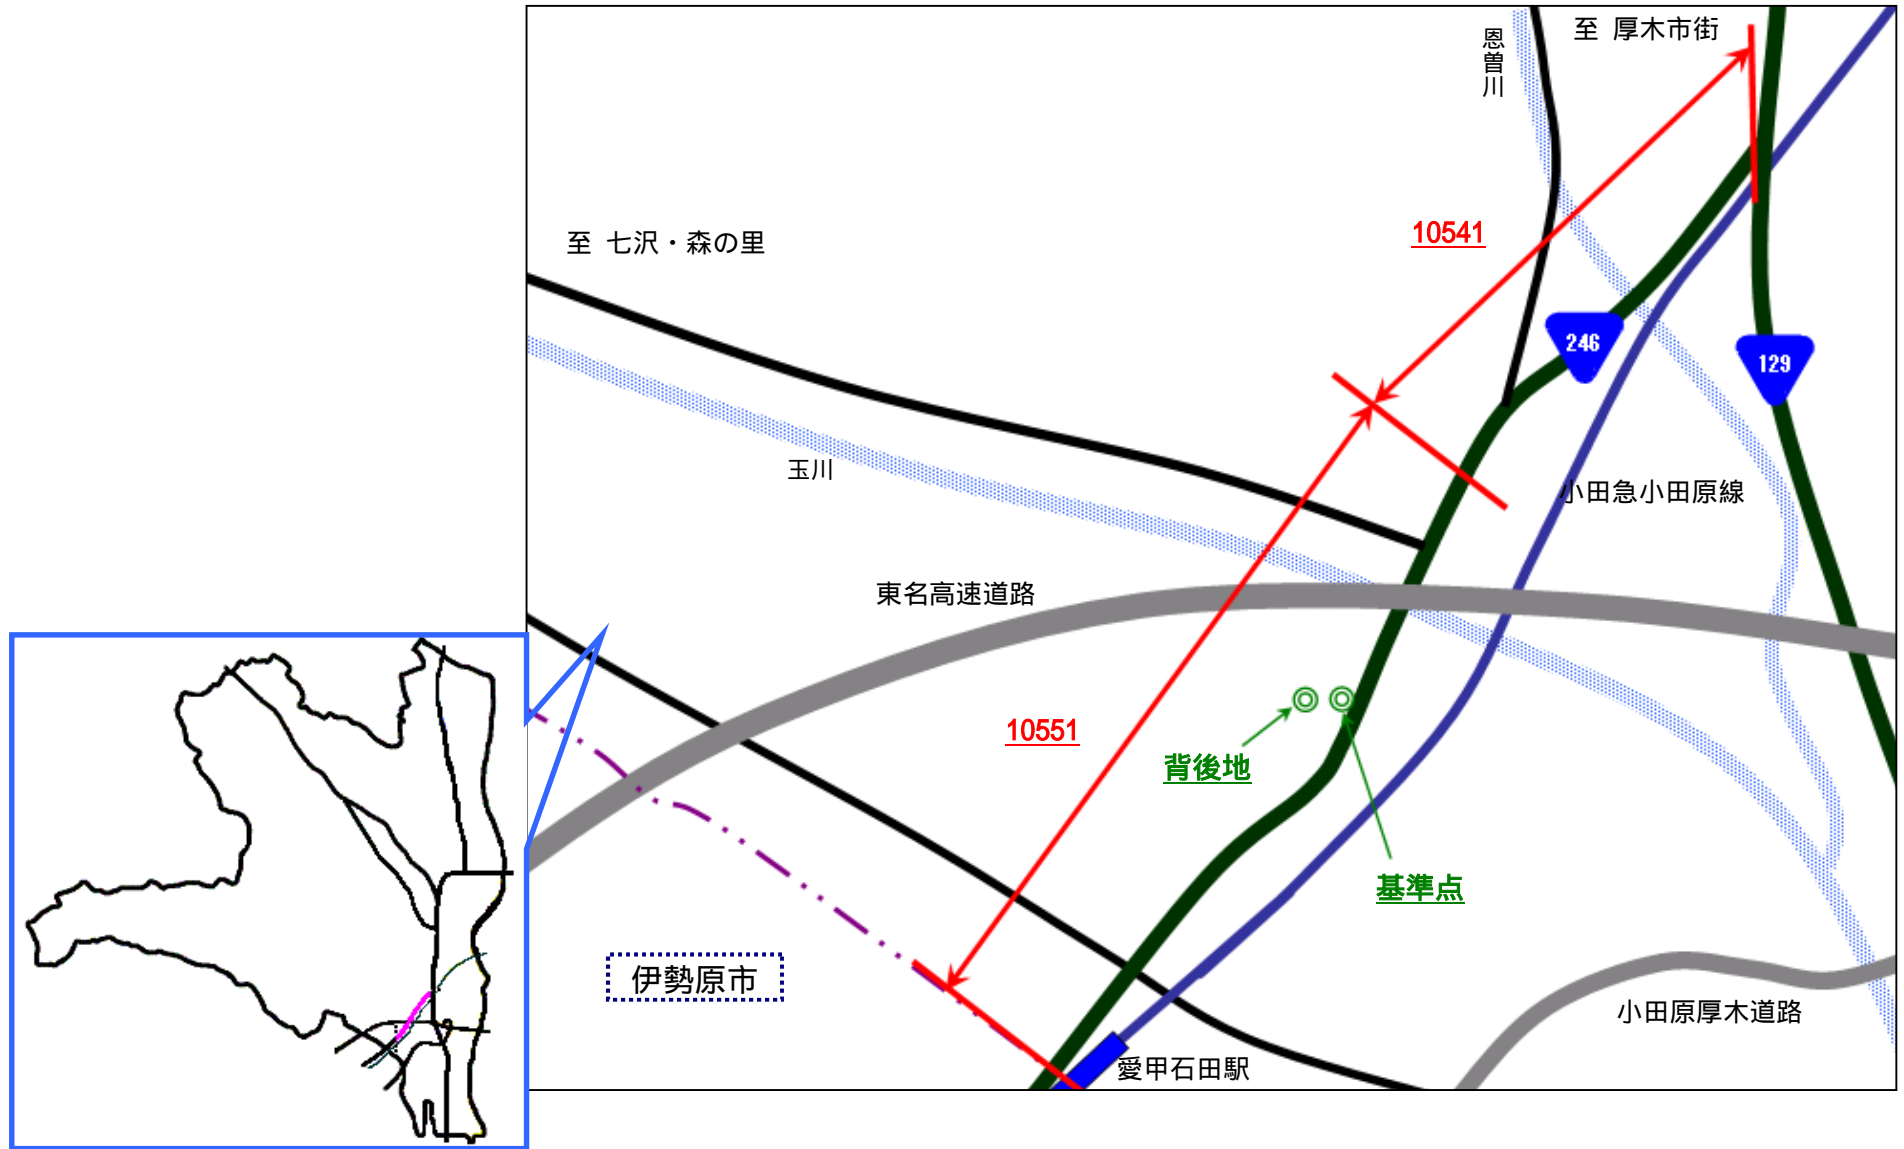 至 厚木市街
恩曽川
10541
至 七沢・森の里
246
129
玉川
小田急小田原線
東名高速道路
10551
背後地
基準点
伊勢原市
小田原厚木道路
愛甲石田駅